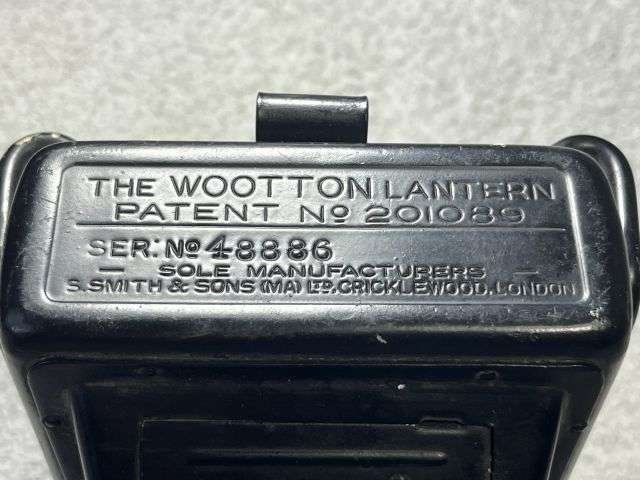 THE WOOTTON LANTERN
PATENT No 201089
SER: No 48886
— SOLE MANUFACTURERS —
S. SMITH & SONS (MA) LTD. CRICKLEWOOD. LONDON